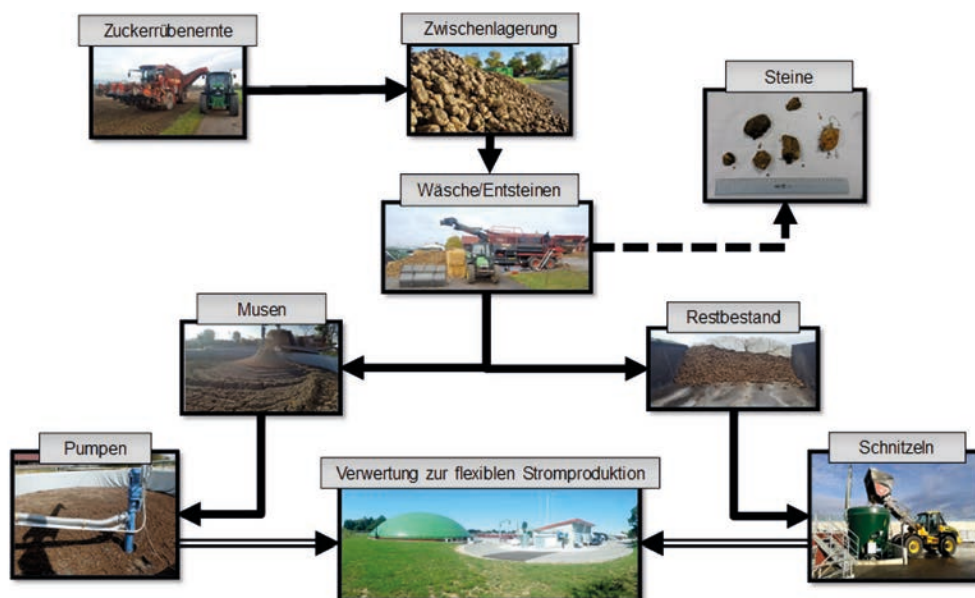 Zuckerrübenernte
Zwischenlagerung
Steine
Wäsche/Entsteinen
Musen
Restbestand
Pumpen
Verwertung zur flexiblen Stromproduktion
Schnitzeln